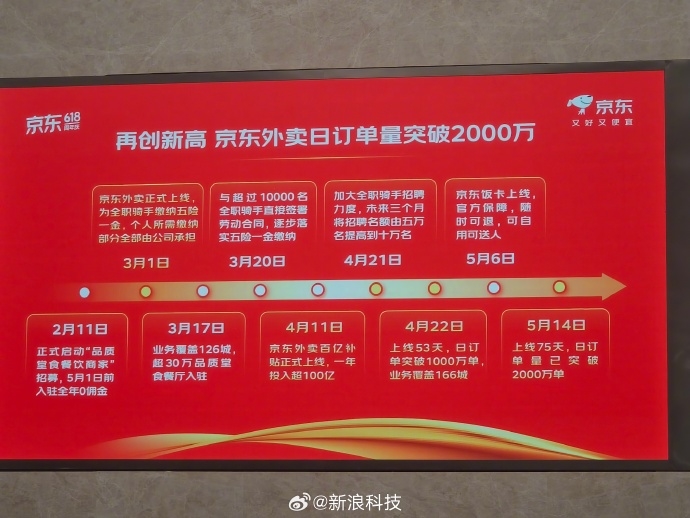 京东618周年庆
京东
又好又便宜
再创新高 京东外卖日订单量突破2000万
京东外卖正式上线，
为全职骑手缴纳五险
一金，个人所需缴纳
部分全部由公司承担
3月1日
与超过10000名
全职骑手直接签署
劳动合同，逐步落
实五险一金缴纳
3月20日
加大全职骑手招聘
力度，未来三个月
将招聘名额由五万
名提高到十万名
4月21日
京东饭卡上线，
官方保障，随
时可退，可自
用可送人
5月6日
2月11日
正式启动“品质
堂食餐饮商家”
招募，5月1日前
入驻全年0佣金
3月17日
业务覆盖126城，
超30万品质堂
食餐厅入驻
4月11日
京东外卖百亿补
贴正式上线，一年
投入超100亿
4月22日
上线53天，日订
单突破1000万单，
业务覆盖166城
5月14日
上线75天，日订
单量已突破
2000万单
@新浪科技